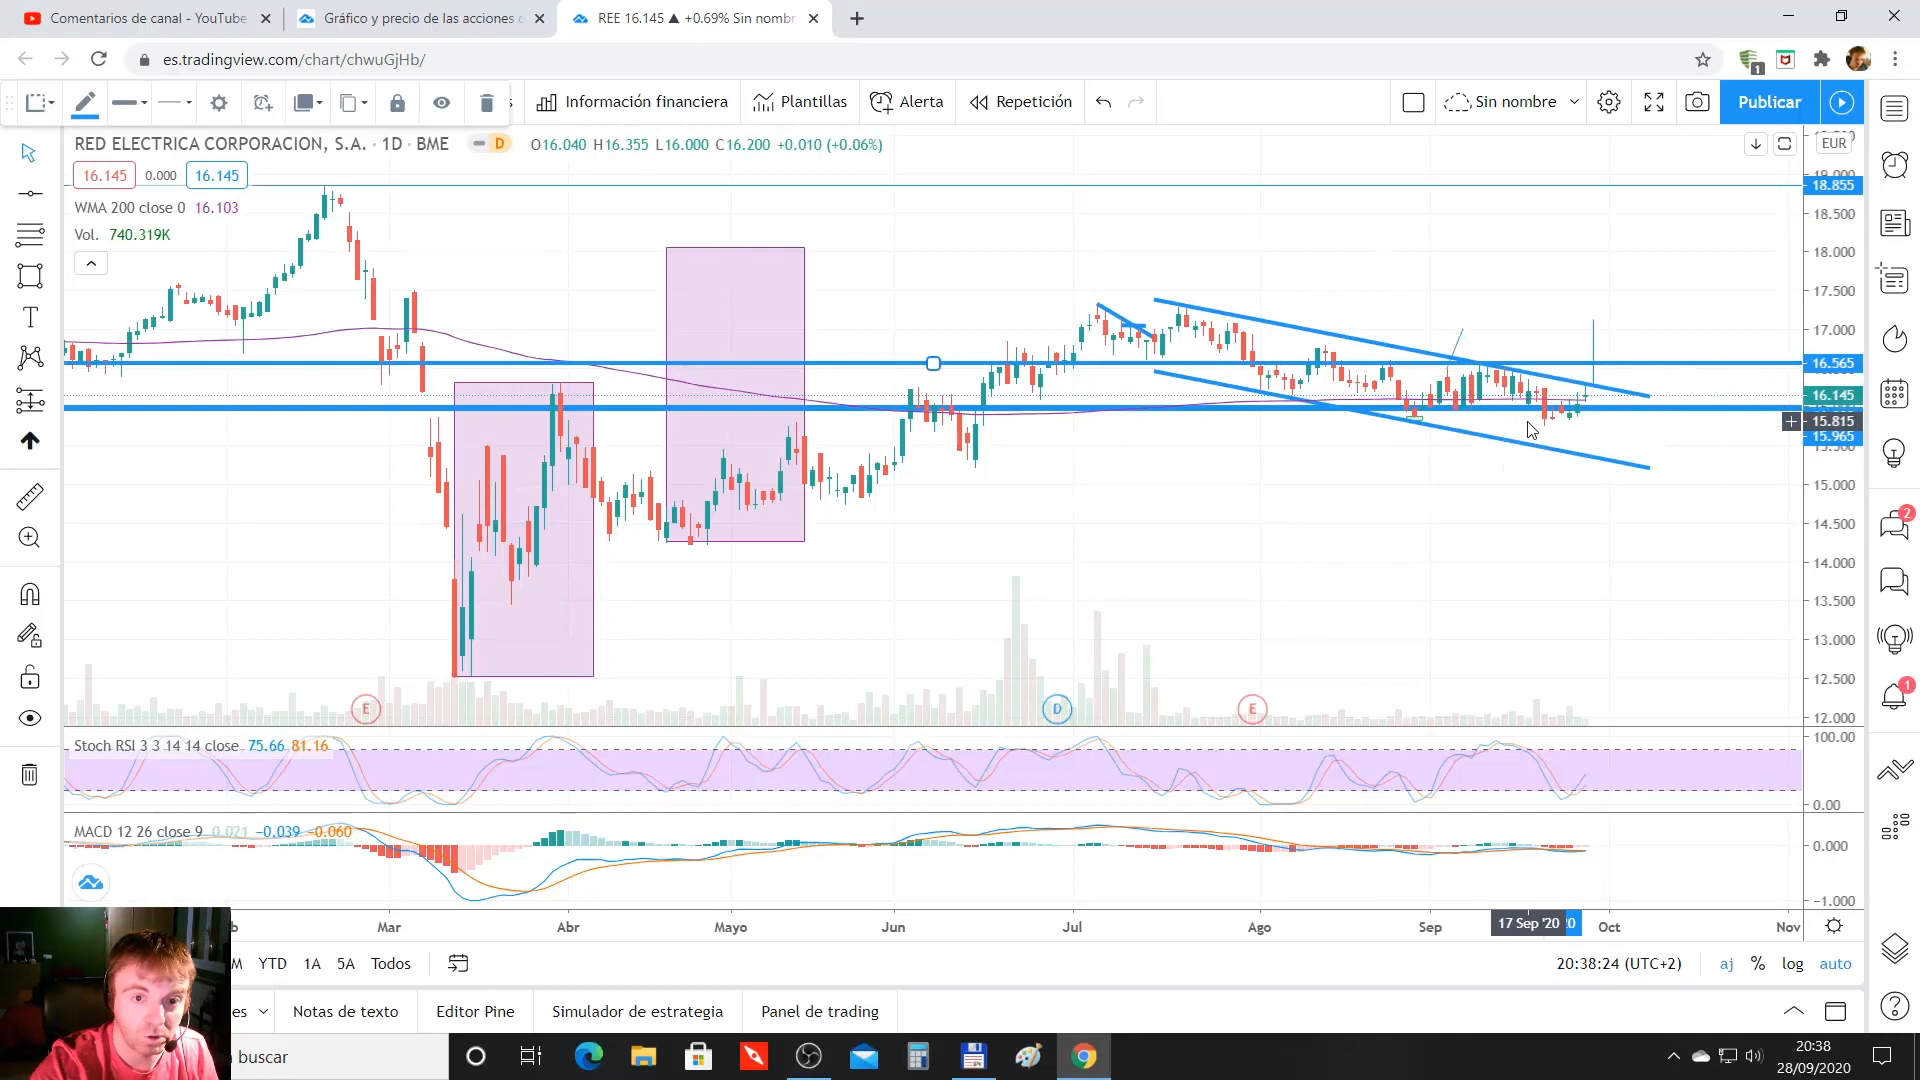 Comentarios de canal - YouTube
Gráfico y precio de las acciones
REE 16.145 ▲ +0.69% Sin nombr
es.tradingview.com/chart/chwuGjHb/
1
Información financiera
Plantillas
Alerta
Repetición
Sin nombre
Publicar
RED ELECTRICA CORPORACION, S.A. · 1D · BME
D
O16.040 H16.355 L16.000 C16.200 +0.010 (+0.06%)
EUR
16.145
0.000
16.145
WMA 200 close 0 16.103
Vol. 740.319K
18.855
18.500
18.000
17.500
17.000
16.565
16.145
15.815
15.965
15.000
14.500
14.000
13.500
13.000
12.500
12.000
E
D
E
Stoch RSI 3 3 14 14 close 75.66 81.16
100.00
0.00
MACD 12 26 close 9 0.021 −0.039 −0.060
0.000
−1.000
Mar
Abr
Mayo
Jun
Jul
Ago
Sep
17 Sep '20
Oct
Nov
M
YTD
1A
5A
Todos
20:38:24 (UTC+2)
aj
%
log
auto
es
Notas de texto
Editor Pine
Simulador de estrategia
Panel de trading
2
1
buscar
20:38
28/09/2020